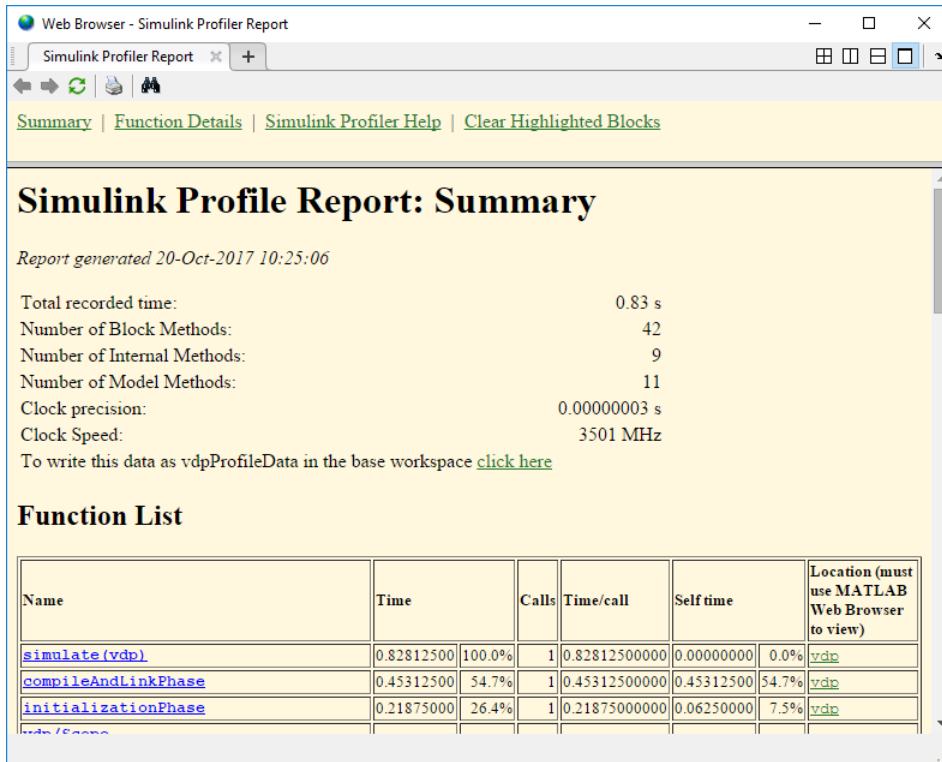 Web Browser - Simulink Profiler Report
Simulink Profiler Report
Summary | Function Details | Simulink Profiler Help | Clear Highlighted Blocks
Simulink Profile Report: Summary
Report generated 20-Oct-2017 10:25:06
Total recorded time: 0.83 s
Number of Block Methods: 42
Number of Internal Methods: 9
Number of Model Methods: 11
Clock precision: 0.00000003 s
Clock Speed: 3501 MHz
To write this data as vdpProfileData in the base workspace click here
Function List
Name Time Calls Time/call Self time Location (must
use MATLAB
Web Browser
to view)
simulate(vdp) 0.82812500 100.0% 1 0.82812500000 0.00000000 0.0% vdp
compileAndLinkPhase 0.45312500 54.7% 1 0.45312500000 0.45312500 54.7% vdp
initializationPhase 0.21875000 26.4% 1 0.21875000000 0.06250000 7.5% vdp
vdp/Scope